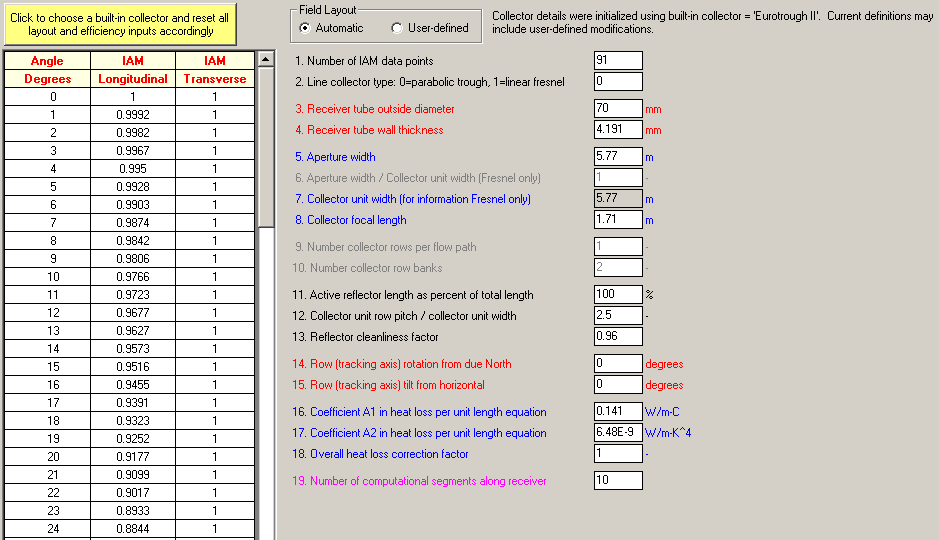 Click to choose a built-in collector and reset all
layout and efficiency inputs accordingly
Field Layout
Automatic User-defined
Collector details were initialized using built-in collector = 'Eurotrough II'. Current definitions may
include user-defined modifications.
Angle IAM IAM
Degrees Longitudinal Transverse
0 1 1
1 0.9992 1
2 0.9982 1
3 0.9967 1
4 0.995 1
5 0.9928 1
6 0.9903 1
7 0.9874 1
8 0.9842 1
9 0.9806 1
10 0.9766 1
11 0.9723 1
12 0.9677 1
13 0.9627 1
14 0.9573 1
15 0.9516 1
16 0.9455 1
17 0.9391 1
18 0.9323 1
19 0.9252 1
20 0.9177 1
21 0.9099 1
22 0.9017 1
23 0.8933 1
24 0.8844 1
1. Number of IAM data points 91
2. Line collector type: 0=parabolic trough, 1=linear fresnel 0
3. Receiver tube outside diameter 70 mm
4. Receiver tube wall thickness 4.191 mm
5. Aperture width 5.77 m
6. Aperture width / Collector unit width (Fresnel only) 1 -
7. Collector unit width (for information Fresnel only) 5.77 m
8. Collector focal length 1.71 m
9. Number collector rows per flow path 1 -
10. Number collector row banks 2 -
11. Active reflector length as percent of total length 100 %
12. Collector unit row pitch / collector unit width 2.5 -
13. Reflector cleanliness factor 0.96
14. Row (tracking axis) rotation from due North 0 degrees
15. Row (tracking axis) tilt from horizontal 0 degrees
16. Coefficient A1 in heat loss per unit length equation 0.141 W/m-C
17. Coefficient A2 in heat loss per unit length equation 6.48E-9 W/m-K^4
18. Overall heat loss correction factor 1 -
19. Number of computational segments along receiver 10